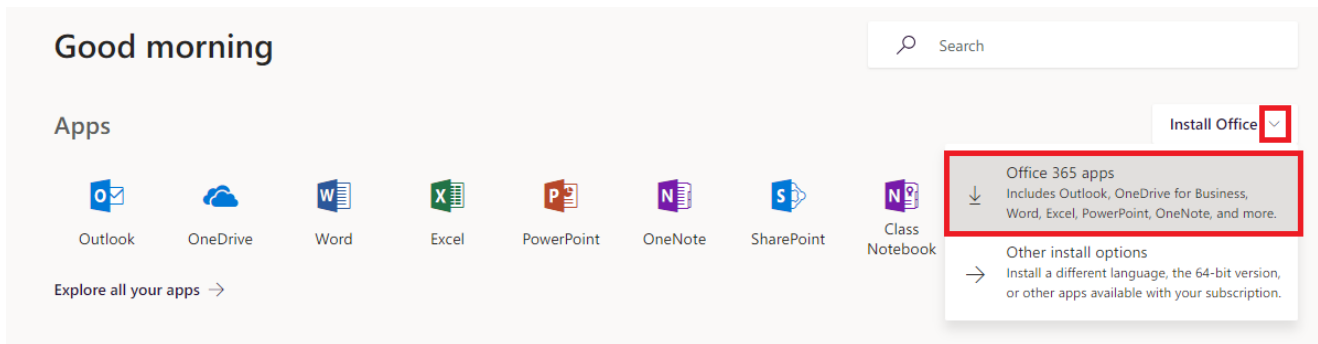 Good morning
Search
Apps
Install Office
Office 365 apps
Includes Outlook, OneDrive for Business,
Word, Excel, PowerPoint, OneNote, and more.
Outlook
OneDrive
Word
Excel
PowerPoint
OneNote
SharePoint
Class
Notebook
Other install options
Install a different language, the 64-bit version,
or other apps available with your subscription.
Explore all your apps →